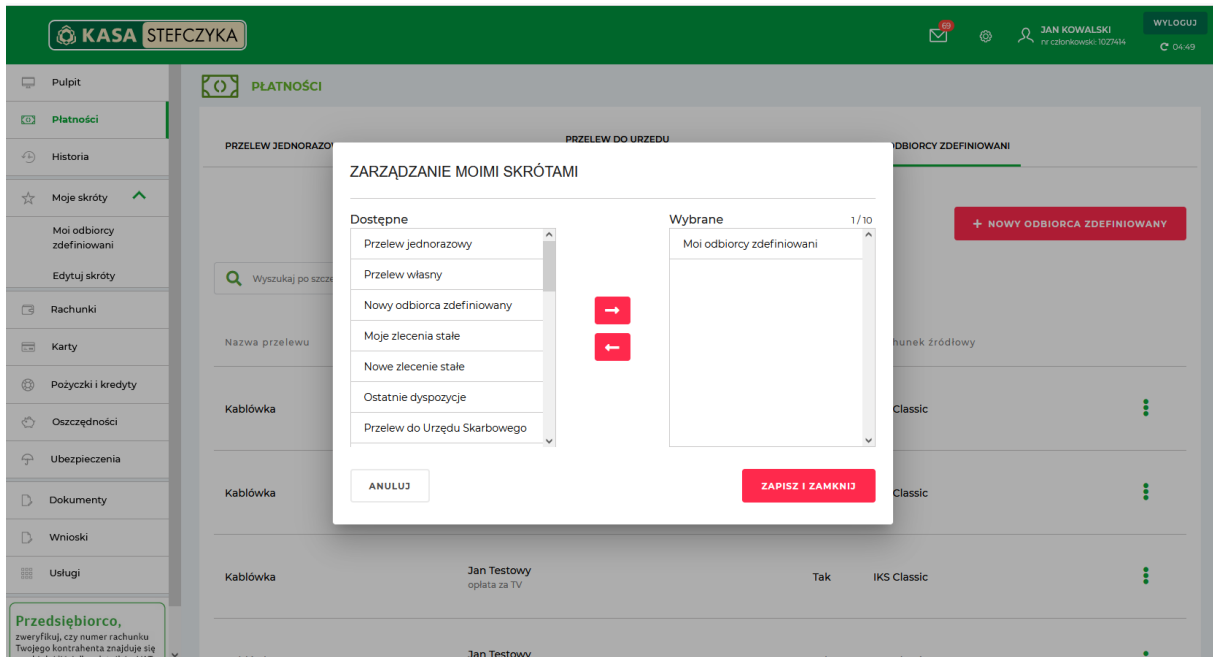 KASA STEFCZYKA
69
JAN KOWALSKI
nr członkowski: 1027414
WYLOGUJ
04:49
Pulpit
Płatności
Historia
Moje skróty
Moi odbiorcy
zdefiniowani
Edytuj skróty
Rachunki
Karty
Pożyczki i kredyty
Oszczędności
Ubezpieczenia
Dokumenty
Wnioski
Usługi
Przedsiębiorco,
zweryfikuj, czy numer rachunku
Twojego kontrahenta znajduje się
PŁATNOŚCI
PRZELEW JEDNORAZO
PRZELEW DO URZĘDU
ODBIORCY ZDEFINIOWANI
+ NOWY ODBIORCA ZDEFINIOWANY
Wyszukaj po szcze
Nazwa przelewu
hunek źródłowy
Kablówka
Classic
Kablówka
Classic
Kablówka
Jan Testowy
opłata za TV
Tak
IKS Classic
Jan Testowy
ZARZĄDZANIE MOIMI SKRÓTAMI
Dostępne
Przelew jednorazowy
Przelew własny
Nowy odbiorca zdefiniowany
Moje zlecenia stałe
Nowe zlecenie stałe
Ostatnie dyspozycje
Przelew do Urzędu Skarbowego
Wybrane
1/10
Moi odbiorcy zdefiniowani
ANULUJ
ZAPISZ I ZAMKNIJ